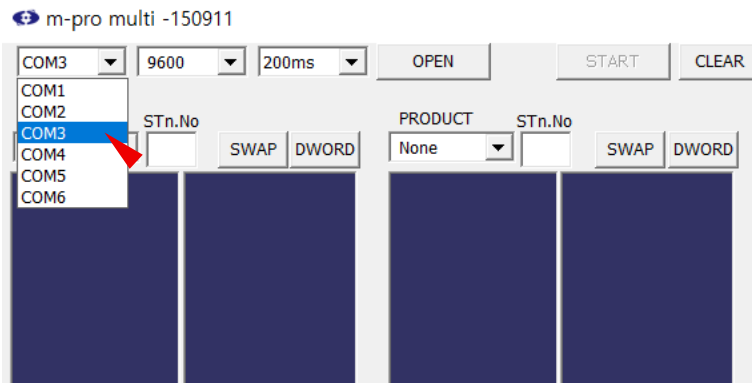 m-pro multi -150911
COM3 9600 200ms OPEN START CLEAR
COM1
COM2
COM3
COM4
COM5
COM6
STn.No
SWAP DWORD
PRODUCT STn.No
None SWAP DWORD